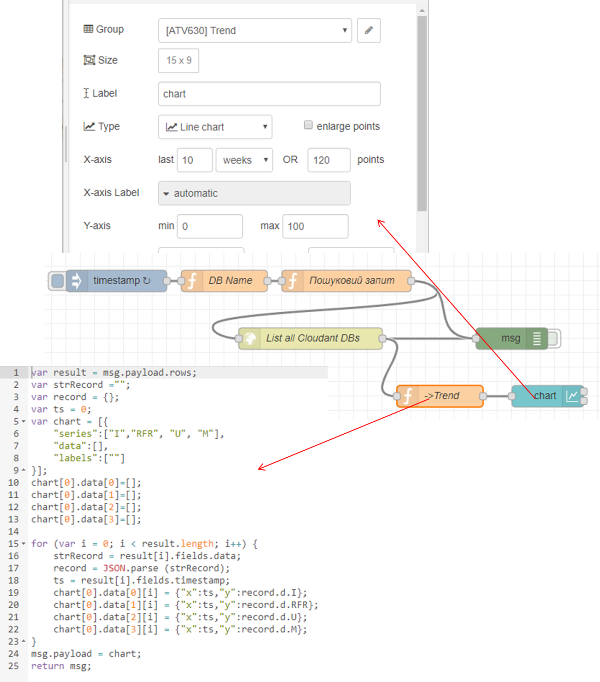 Group [ATV630] Trend
Size 15 x 9
Label chart
Type Line chart enlarge points
X-axis last 10 weeks OR 120 points
X-axis Label automatic
Y-axis min 0 max 100
timestamp ↻ DB Name Пошуковий запит
List all Cloudant DBs msg
->Trend chart
1 var result = msg.payload.rows;
2 var strRecord ="";
3 var record = {};
4 var ts = 0;
5 var chart = [{
6 "series":["I","RFR", "U", "M"],
7 "data":[],
8 "labels":[""]
9 }];
10 chart[0].data[0]=[];
11 chart[0].data[1]=[];
12 chart[0].data[2]=[];
13 chart[0].data[3]=[];
14
15 for (var i = 0; i < result.length; i++) {
16 strRecord = result[i].fields.data;
17 record = JSON.parse (strRecord);
18 ts = result[i].fields.timestamp;
19 chart[0].data[0][i] = {"x":ts,"y":record.d.I};
20 chart[0].data[1][i] = {"x":ts,"y":record.d.RFR};
21 chart[0].data[2][i] = {"x":ts,"y":record.d.U};
22 chart[0].data[3][i] = {"x":ts,"y":record.d.M};
23 }
24 msg.payload = chart;
25 return msg;